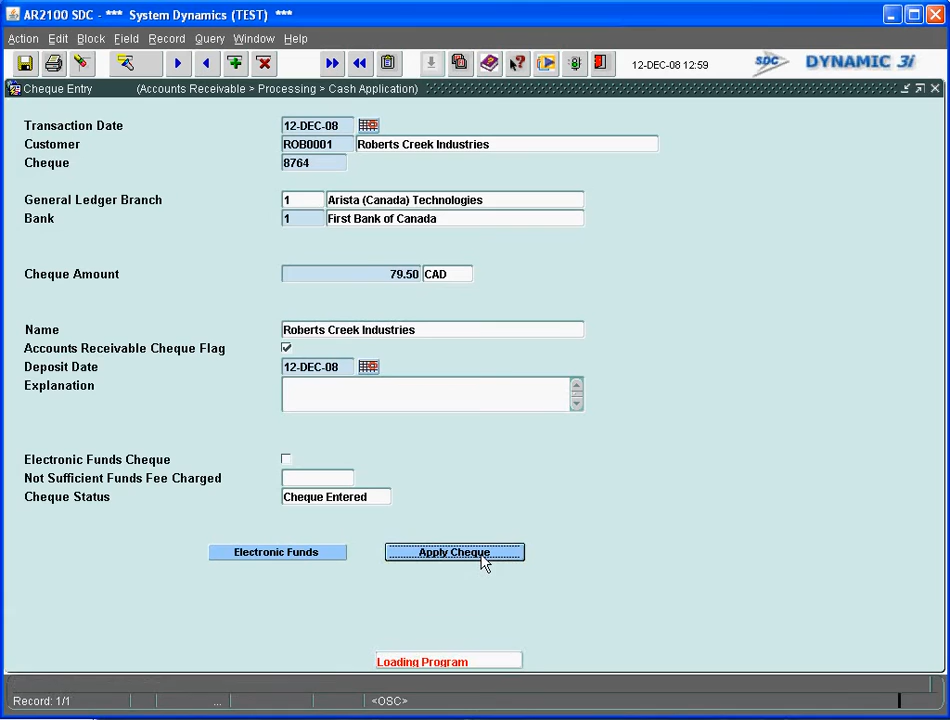 AR2100 SDC - *** System Dynamics (TEST) ***
Action Edit Block Field Record Query Window Help
12-DEC-08 12:59 SDC DYNAMIC 3i
Cheque Entry (Accounts Receivable > Processing > Cash Application)
Transaction Date 12-DEC-08
Customer ROB0001 Roberts Creek Industries
Cheque 8764
General Ledger Branch 1 Arista (Canada) Technologies
Bank 1 First Bank of Canada
Cheque Amount 79.50 CAD
Name Roberts Creek Industries
Accounts Receivable Cheque Flag
Deposit Date 12-DEC-08
Explanation
Electronic Funds Cheque
Not Sufficient Funds Fee Charged
Cheque Status Cheque Entered
Electronic Funds Apply Cheque
Loading Program
Record: 1/1 ... <OSC>